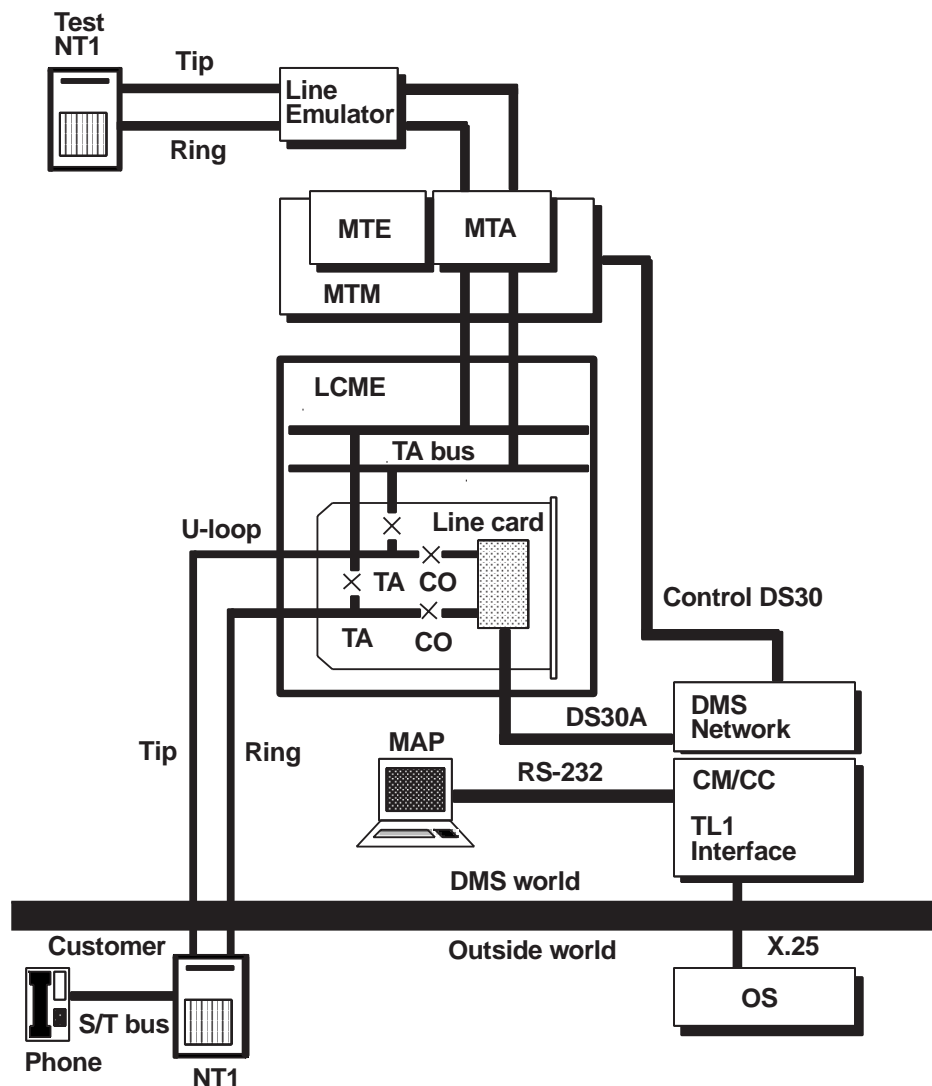 Test
NT1
Tip
Line
Emulator
Ring
MTE
MTA
MTM
LCME
TA bus
Line card
U-loop
TA
CO
Control DS30
TA
CO
DMS
Network
DS30A
Tip
Ring
MAP
RS-232
CM/CC
TL1
Interface
DMS world
Customer
Outside world
X.25
OS
S/T bus
Phone
NT1